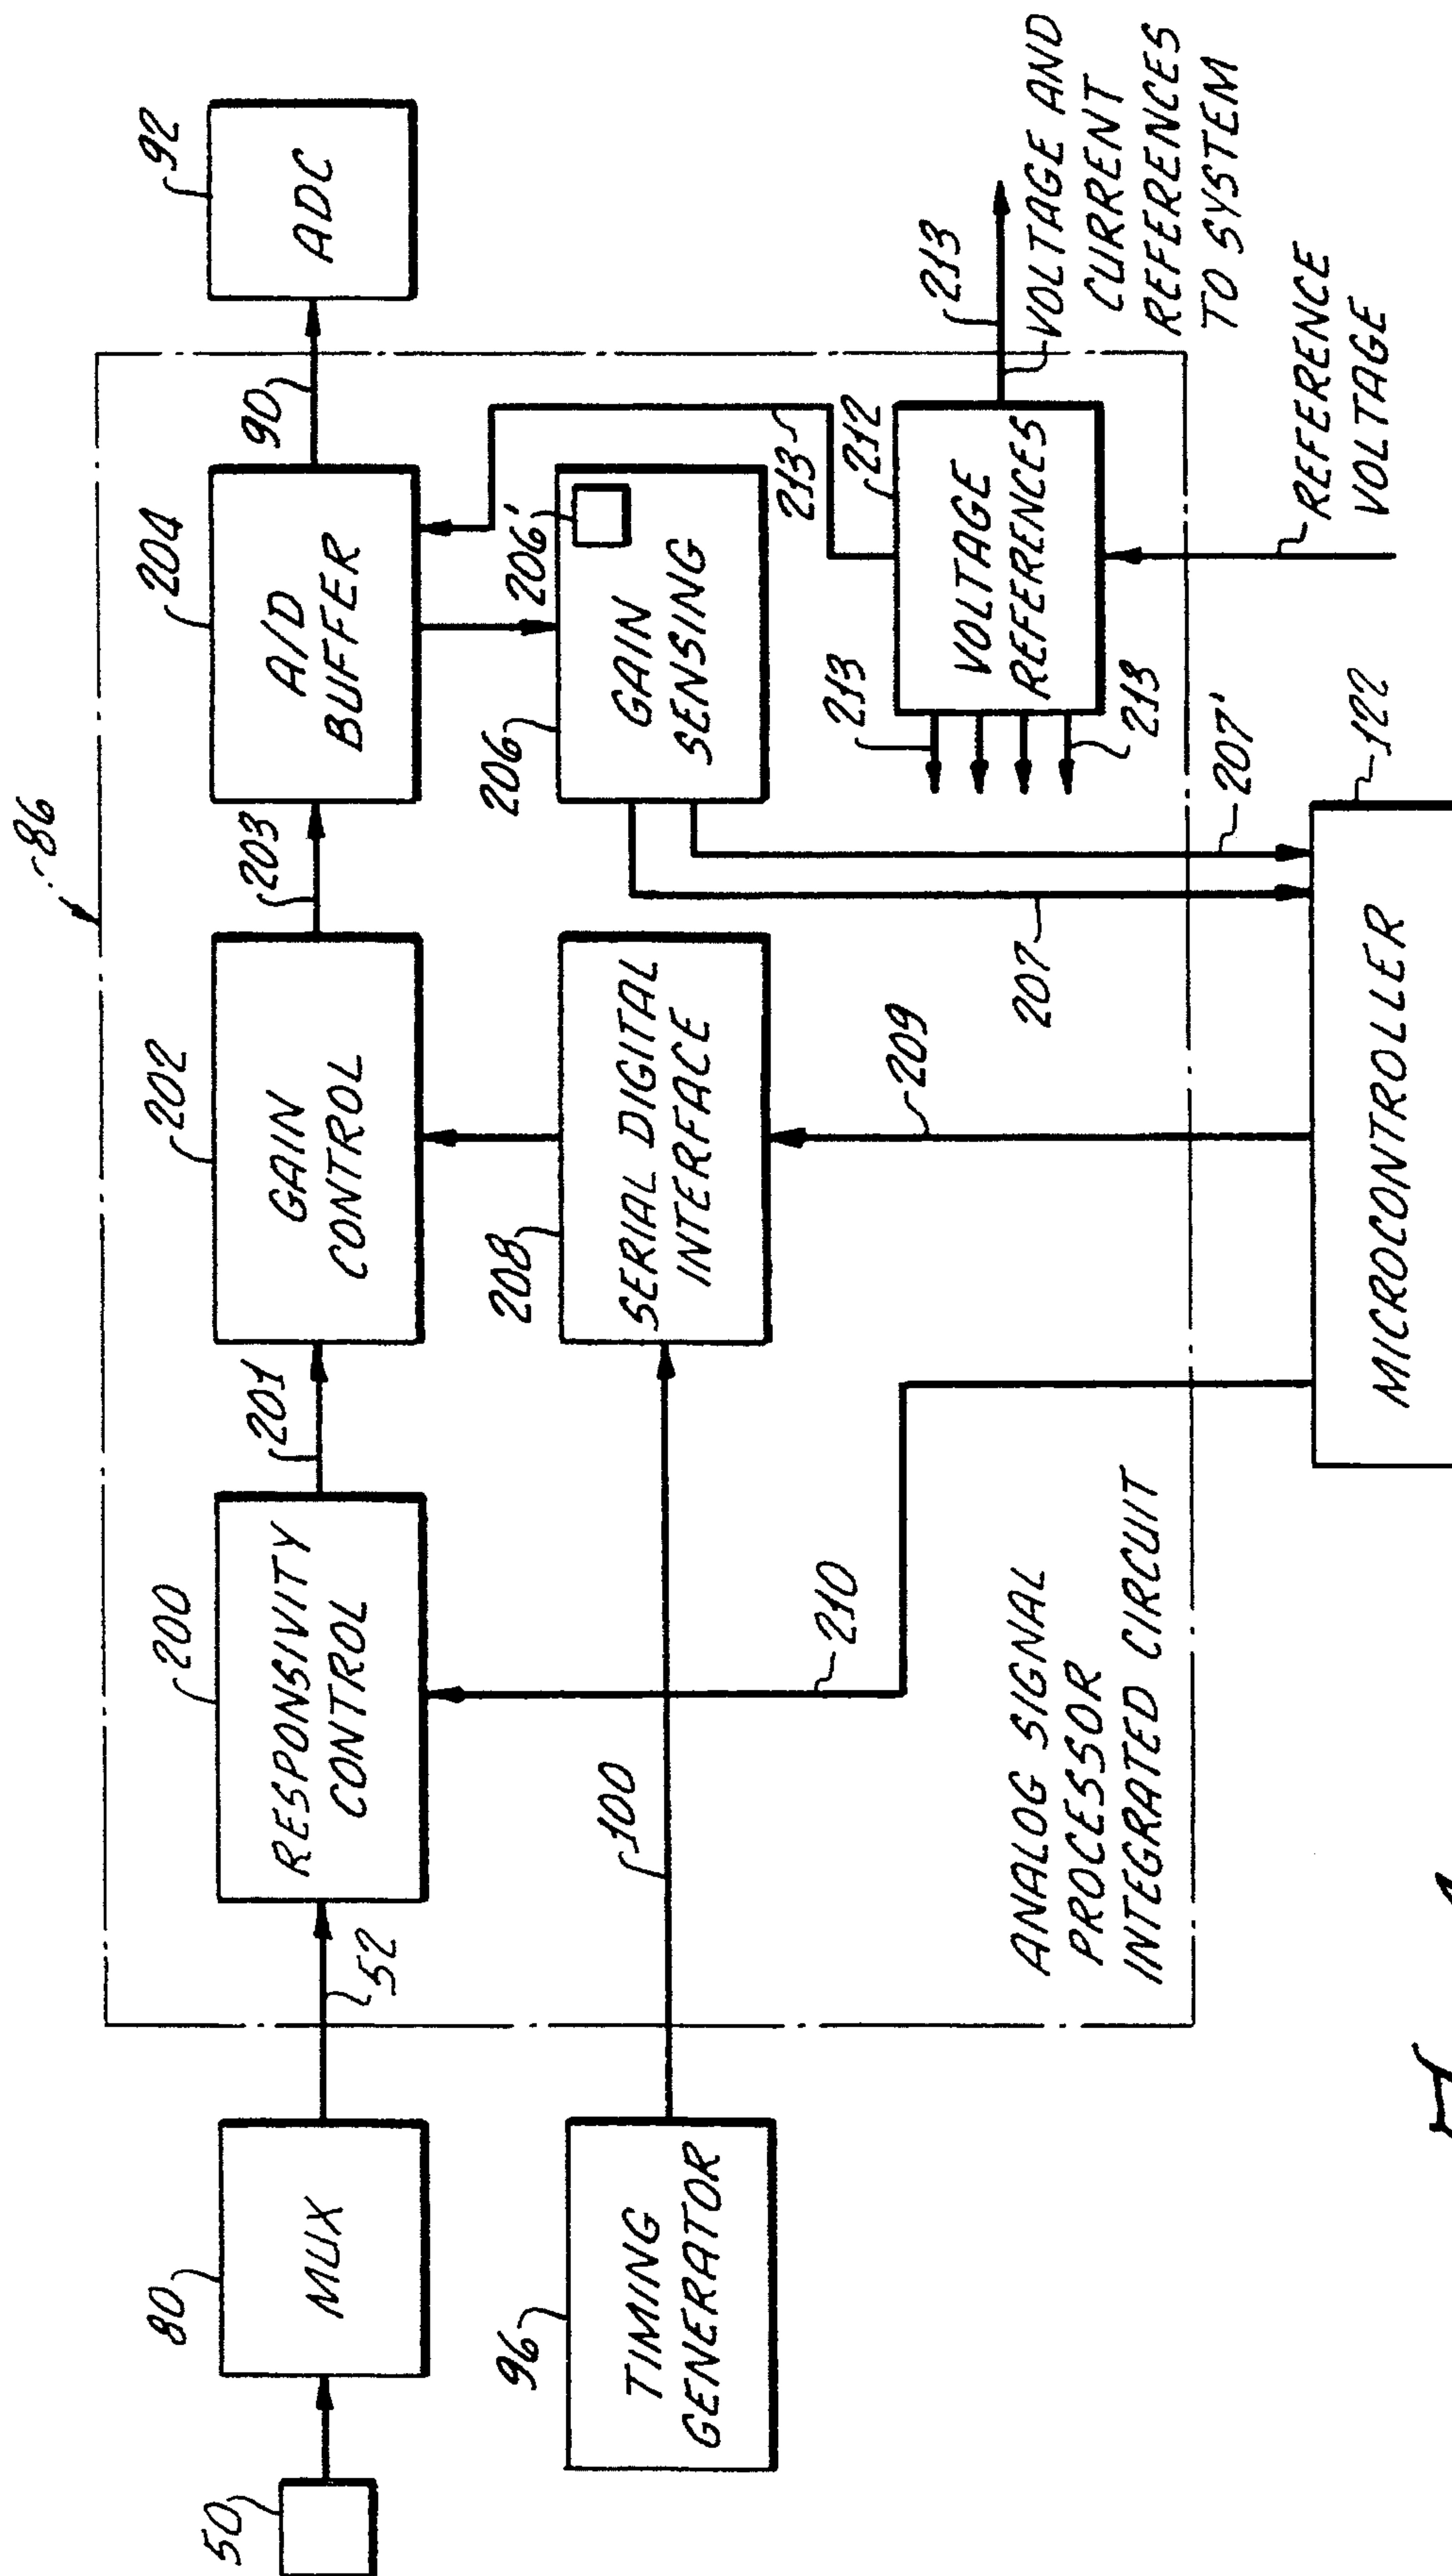 86
50
80
MUX
52
200
RESPONSIVITY
CONTROL
201
202
GAIN
CONTROL
203
204
A/D
BUFFER
90
92
ADC
96
TIMING
GENERATOR
100
208
SERIAL DIGITAL
INTERFACE
206
GAIN
SENSING
206'
213
210
209
207
207'
213
213
212
VOLTAGE
REFERENCES
213
VOLTAGE AND
CURRENT
REFERENCES
TO SYSTEM
REFERENCE
VOLTAGE
ANALOG SIGNAL
PROCESSOR
INTEGRATED CIRCUIT
122
MICROCONTROLLER